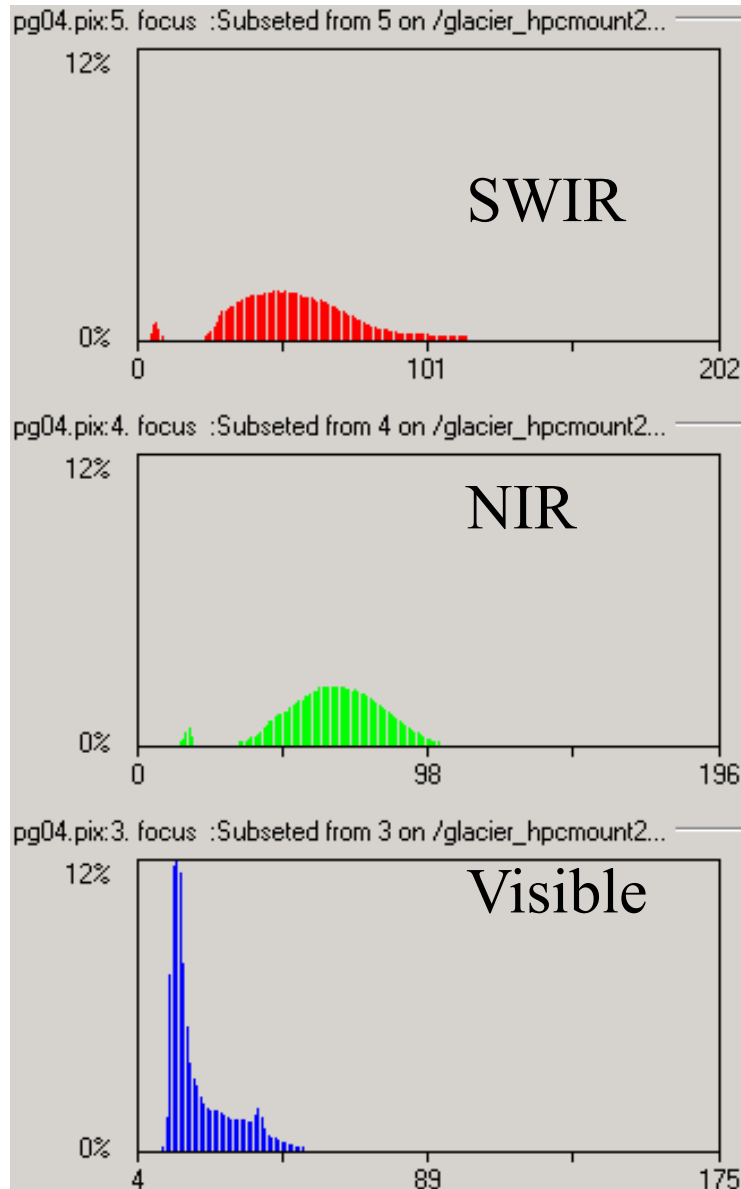 pg04.pix:5. focus :Subseted from 5 on /glacier_hpcmount2...
12%
SWIR
0%
0 101 202
pg04.pix:4. focus :Subseted from 4 on /glacier_hpcmount2...
12%
NIR
0%
0 98 196
pg04.pix:3. focus :Subseted from 3 on /glacier_hpcmount2...
12%
Visible
0%
4 89 175